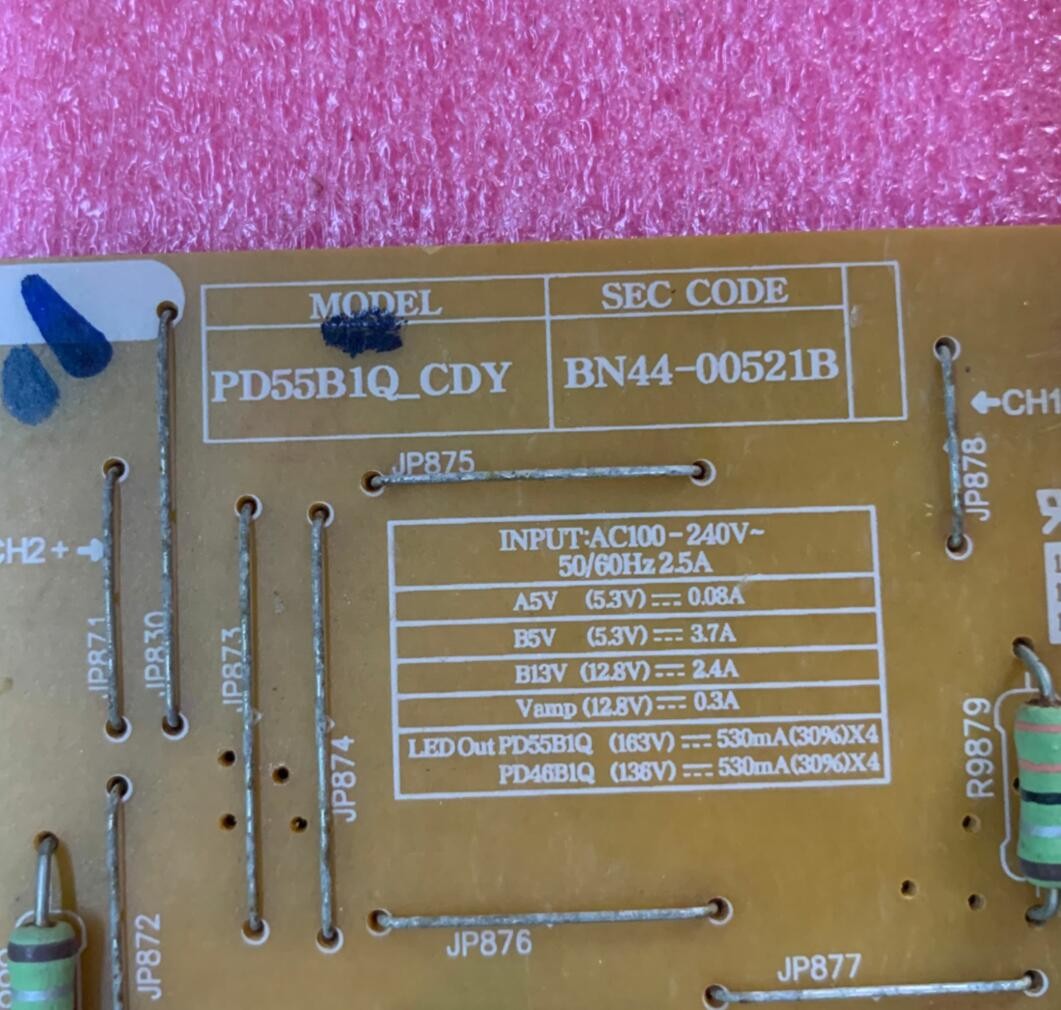 MODEL SEC CODE
PD55B1Q_CDY BN44-00521B
←CH1
JP875
JP878
CH2 + →
INPUT:AC100-240V~
50/60Hz 2.5A
A5V (5.3V) ⎓ 0.08A
B5V (5.3V) ⎓ 3.7A
B13V (12.8V) ⎓ 2.4A
Vamp (12.8V) ⎓ 0.3A
LED Out PD55B1Q (163V) ⎓ 530mA(30%)X4
PD46B1Q (136V) ⎓ 530mA(30%)X4
JP871
JP830
JP873
JP874
R9879
JP872
JP876
JP877